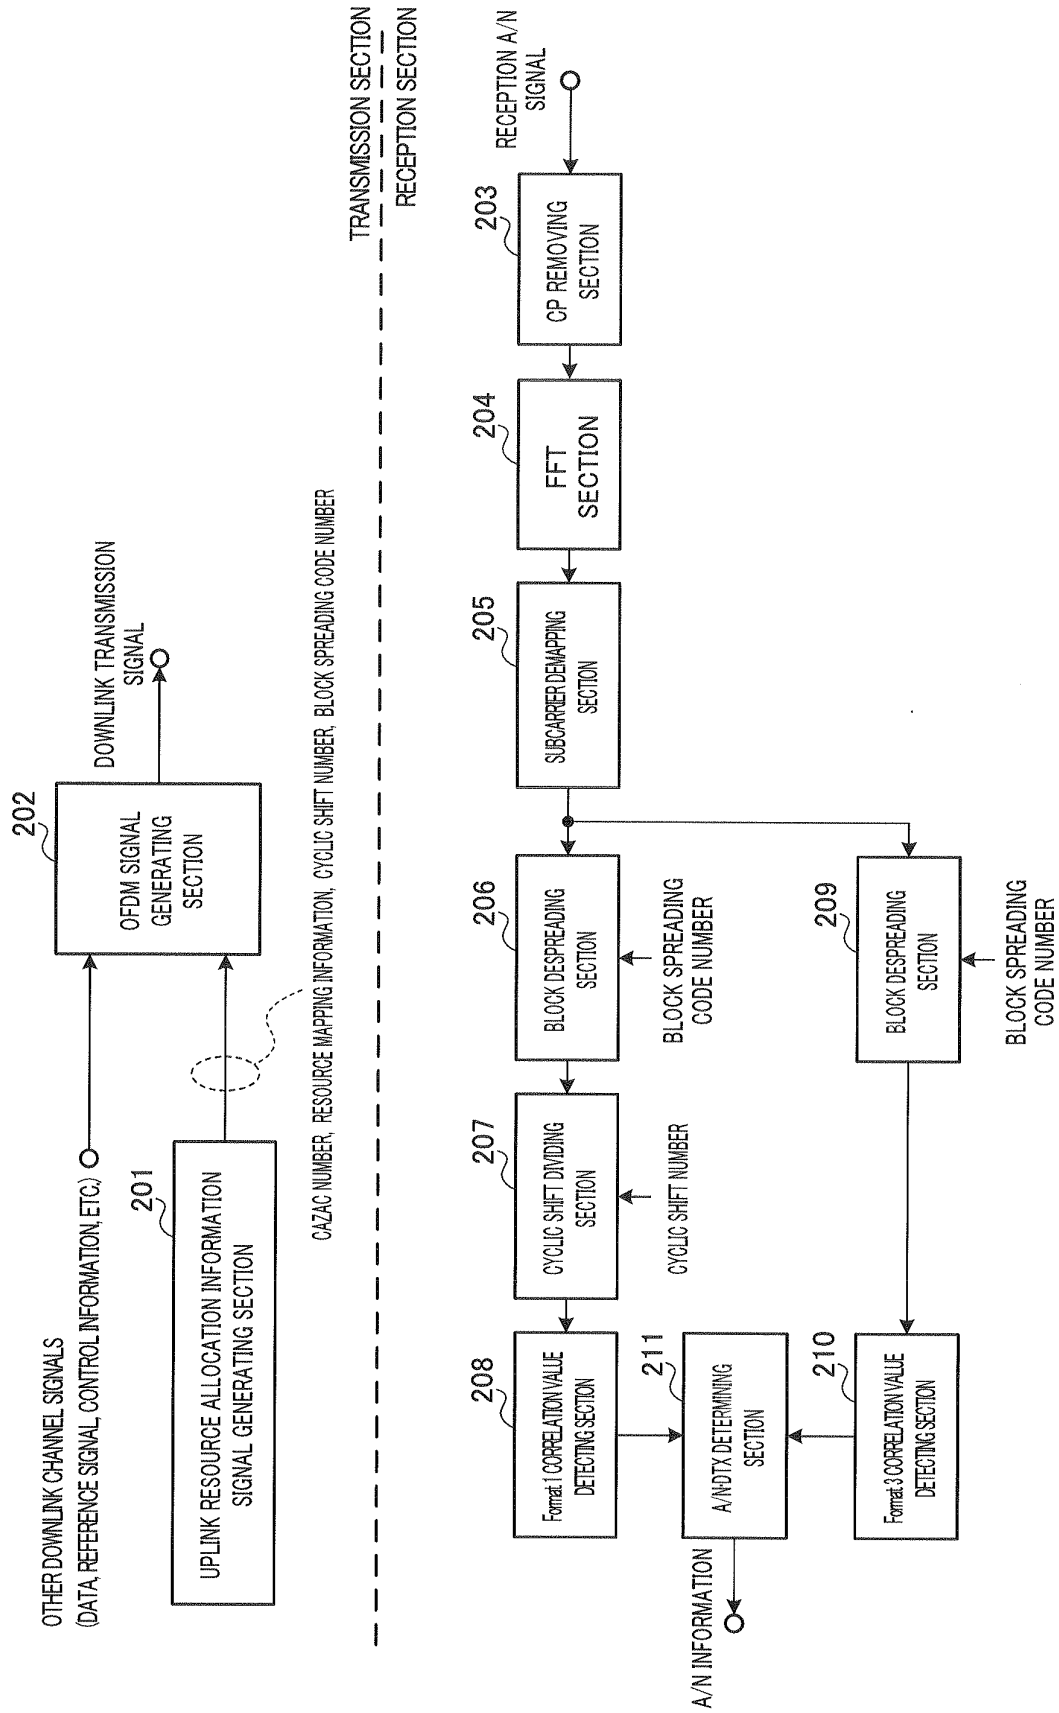 OTHER DOWNLINK CHANNEL SIGNALS
(DATA, REFERENCE SIGNAL, CONTROL INFORMATION, ETC.)
201
UPLINK RESOURCE ALLOCATION INFORMATION
SIGNAL GENERATING SECTION
202
OFDM SIGNAL
GENERATING
SECTION
DOWNLINK TRANSMISSION
SIGNAL
CAZAC NUMBER, RESOURCE MAPPING INFORMATION, CYCLIC SHIFT NUMBER, BLOCK SPREADING CODE NUMBER
TRANSMISSION SECTION
RECEPTION SECTION
RECEPTION A/N
SIGNAL
203
CP REMOVING
SECTION
204
FFT
SECTION
205
SUBCARRIER DEMAPPING
SECTION
206
BLOCK DESPREADING
SECTION
BLOCK SPREADING
CODE NUMBER
207
CYCLIC SHIFT DIVIDING
SECTION
CYCLIC SHIFT NUMBER
208
Format 1 CORRELATION VALUE
DETECTING SECTION
209
BLOCK DESPREADING
SECTION
BLOCK SPREADING
CODE NUMBER
210
Format 3 CORRELATION VALUE
DETECTING SECTION
211
A/N·DTX DETERMINING
SECTION
A/N INFORMATION